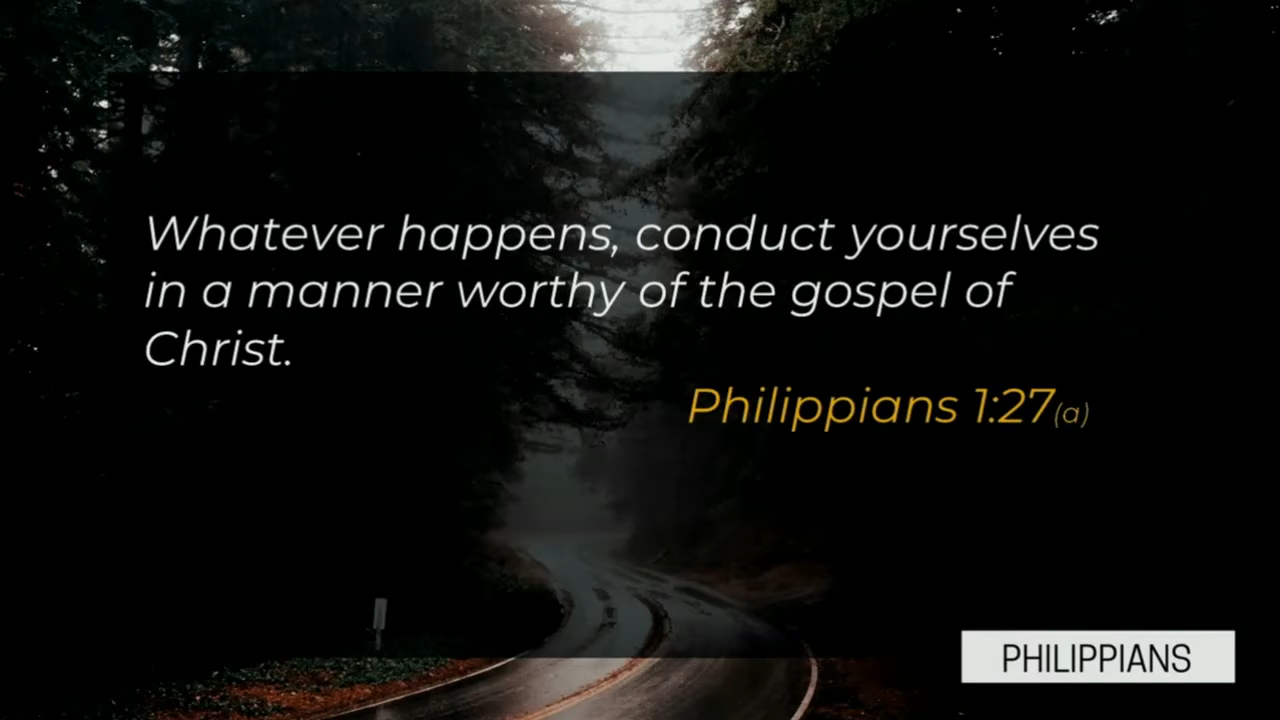 Whatever happens, conduct yourselves
in a manner worthy of the gospel of
Christ.
Philippians 1:27(a)
PHILIPPIANS